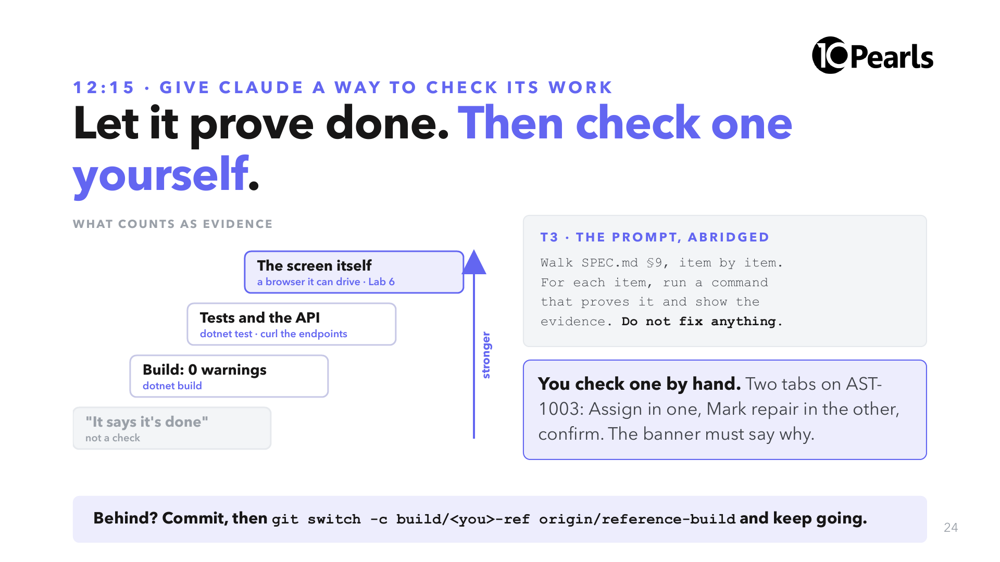 10Pearls
12:15 · GIVE CLAUDE A WAY TO CHECK ITS WORK
Let it prove done. Then check one
yourself.
WHAT COUNTS AS EVIDENCE
The screen itself
a browser it can drive · Lab 6
Tests and the API
dotnet test · curl the endpoints
Build: 0 warnings
dotnet build
"It says it's done"
not a check
stronger
T3 · THE PROMPT, ABRIDGED
Walk SPEC.md §9, item by item.
For each item, run a command
that proves it and show the
evidence. Do not fix anything.
You check one by hand. Two tabs on AST-
1003: Assign in one, Mark repair in the other,
confirm. The banner must say why.
Behind? Commit, then git switch -c build/<you>-ref origin/reference-build and keep going.
24